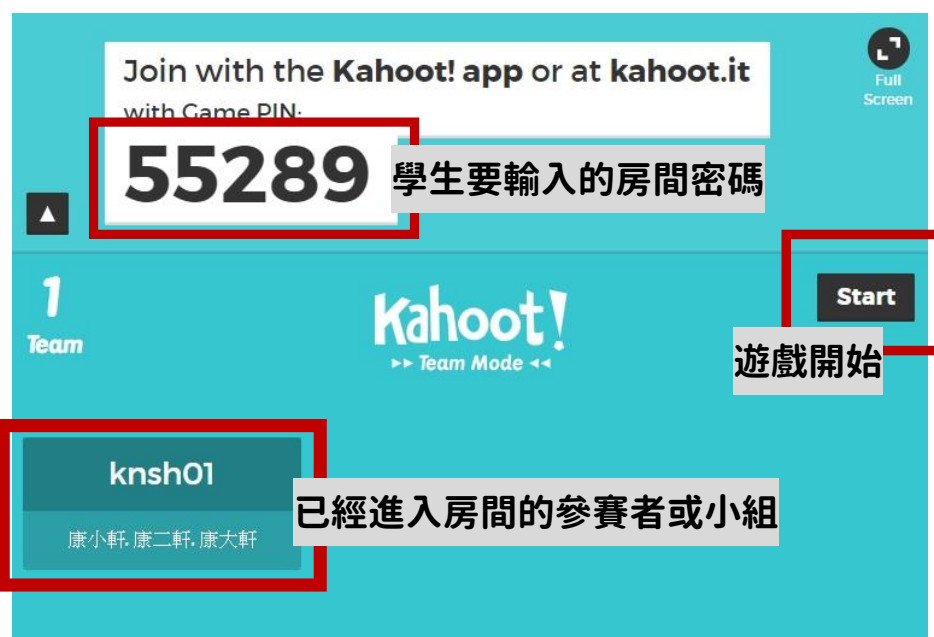 Join with the Kahoot! app or at kahoot.it
Full
Screen
with Game PIN:
55289
學生要輸入的房間密碼
1
Team
Kahoot!
Team Mode
Start
遊戲開始
knsh01
康小軒, 康二軒, 康大軒
已經進入房間的參賽者或小組